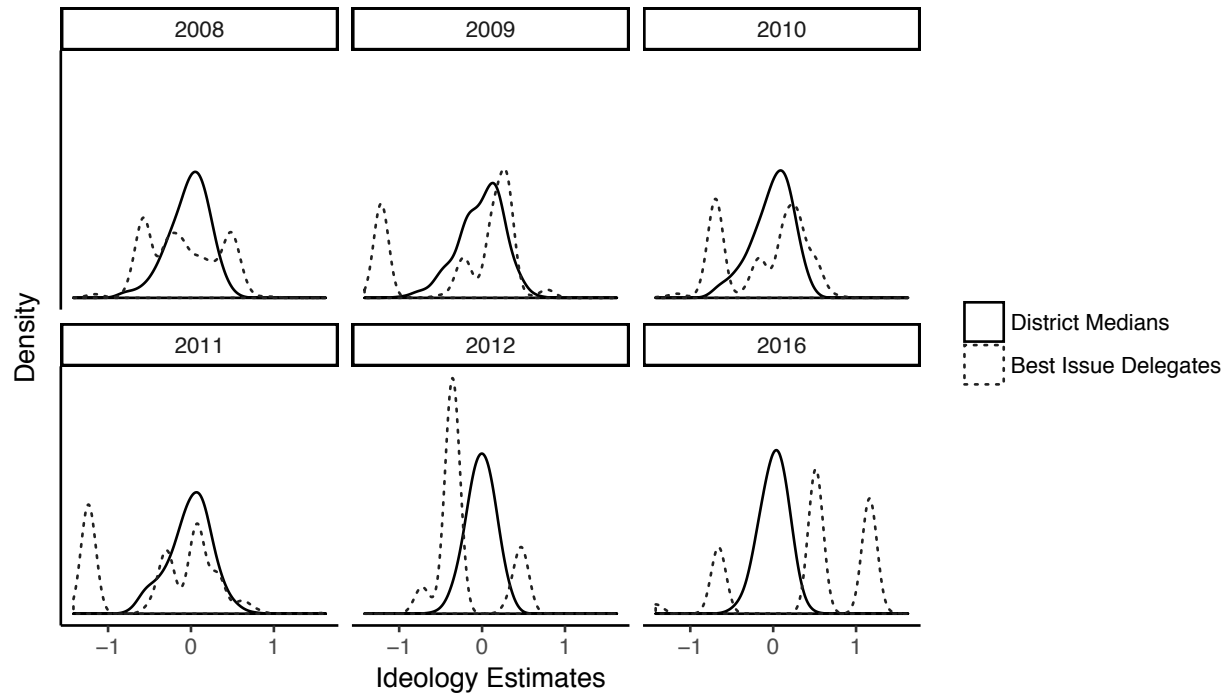 2008 2009 2010
Density
2011 2012 2016
−1 0 1 −1 0 1 −1 0 1
Ideology Estimates
District Medians
Best Issue Delegates